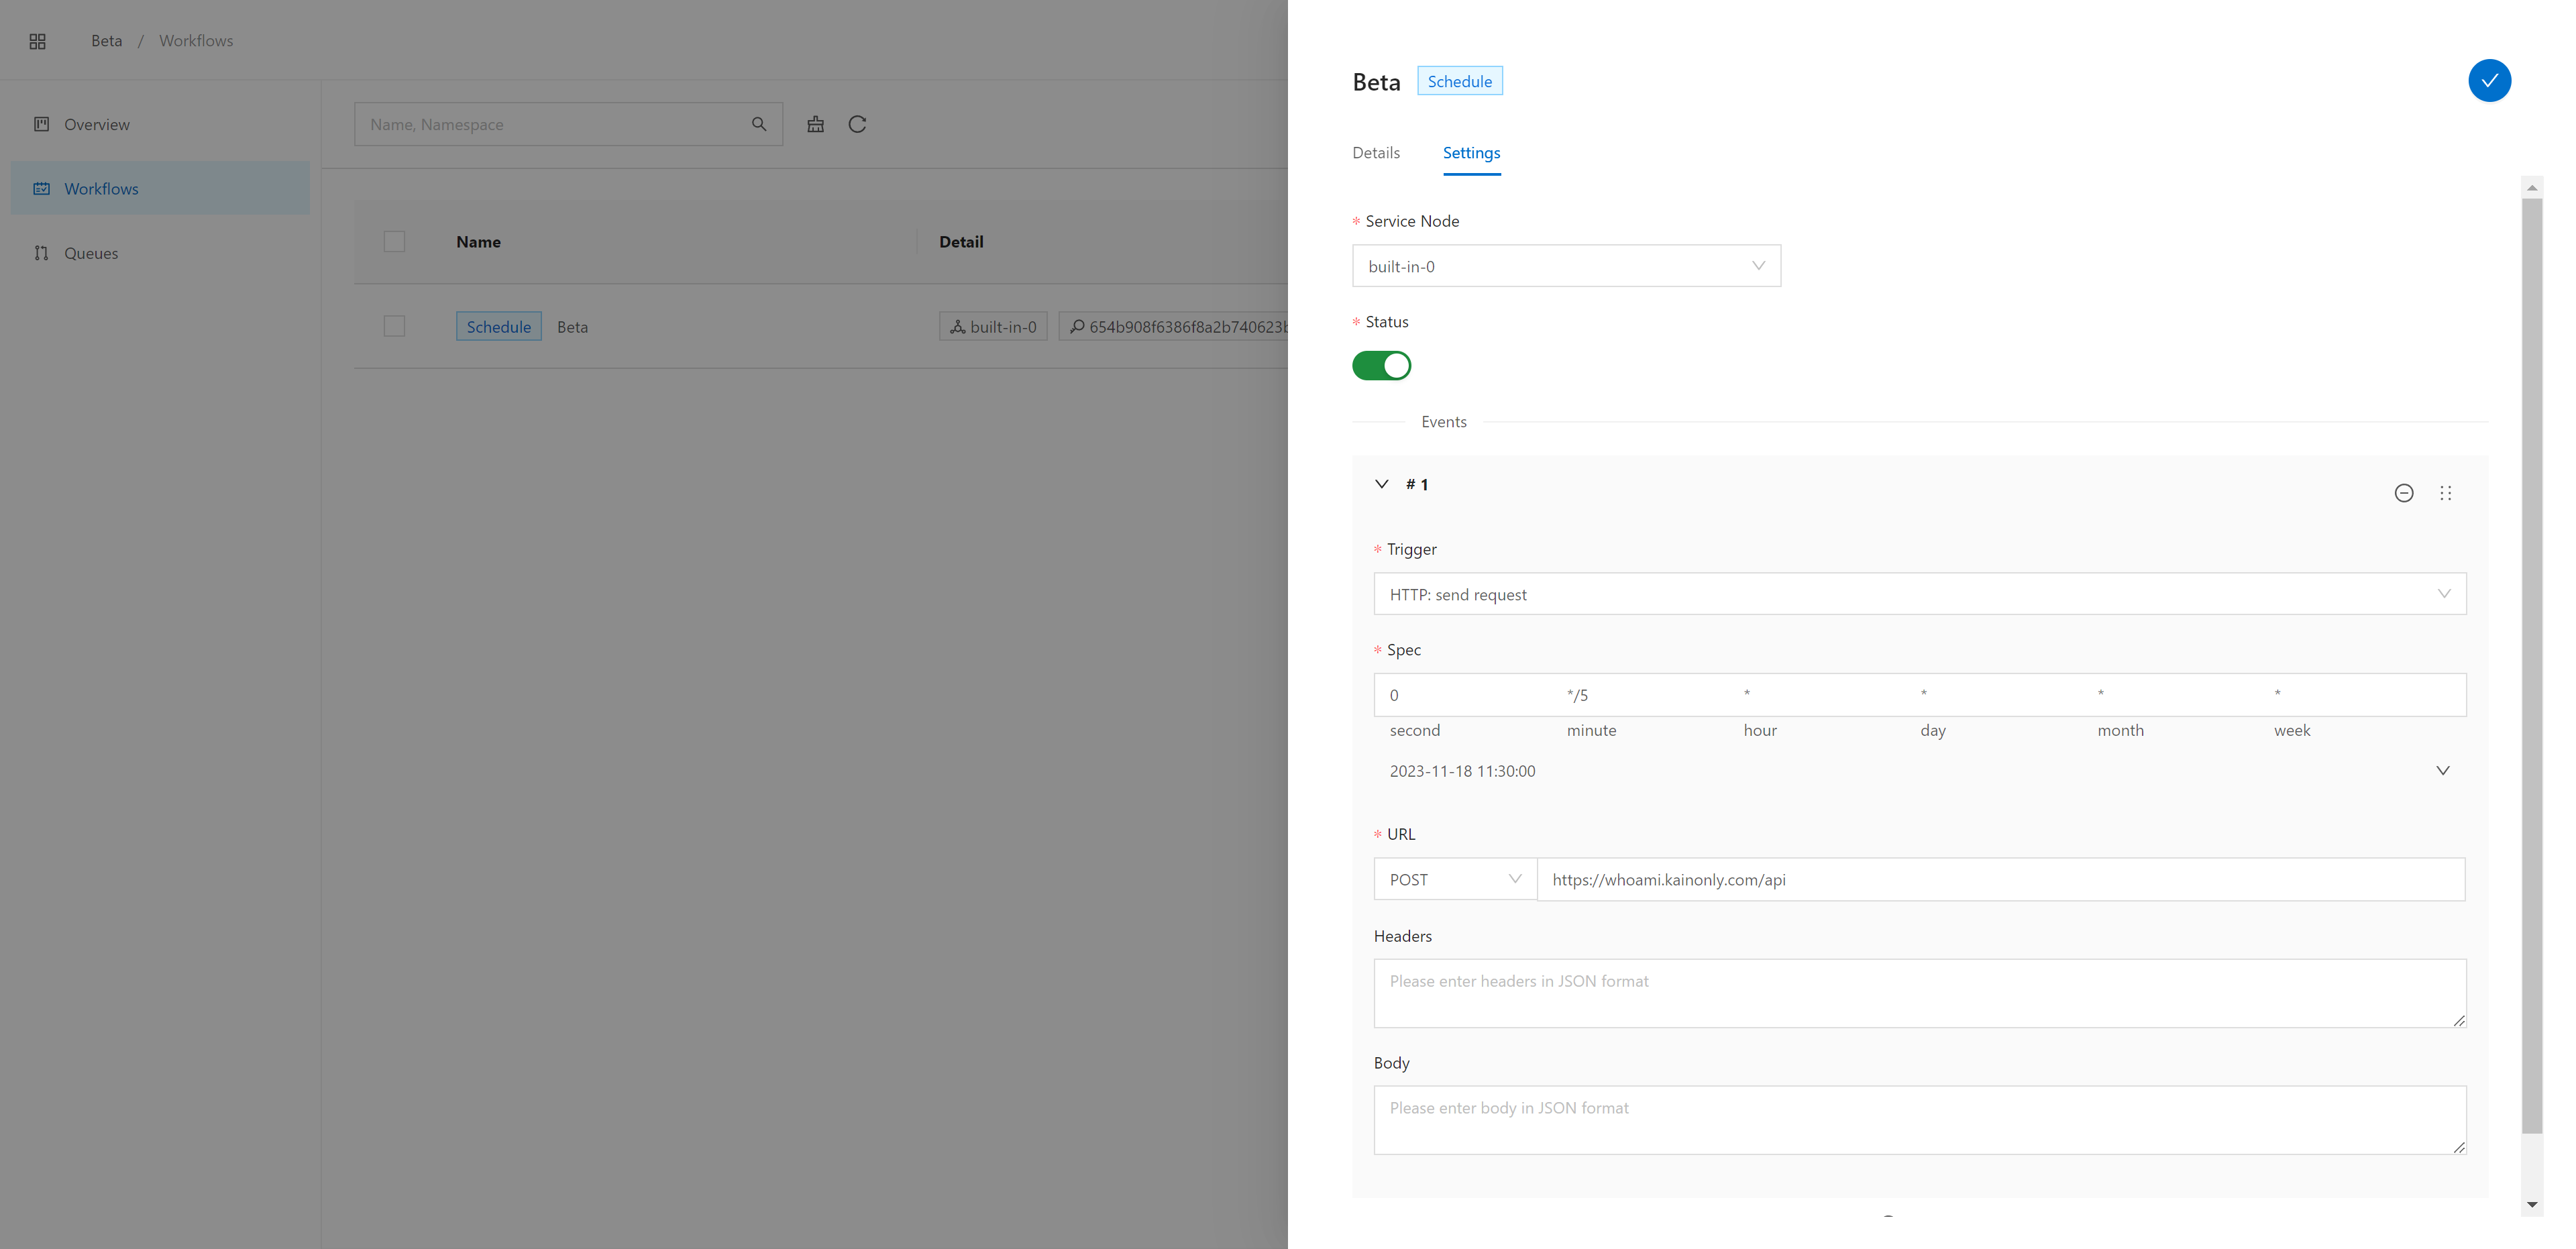 Beta / Workflows
Overview
Workflows
Queues
Name, Namespace
Name Detail
Schedule Beta built-in-0 654b908f6386f8a2b740623
Beta Schedule
Details Settings
* Service Node
built-in-0
* Status
Events
# 1
* Trigger
HTTP: send request
* Spec
0 */5 * * * *
second minute hour day month week
2023-11-18 11:30:00
* URL
POST https://whoami.kainonly.com/api
Headers
Please enter headers in JSON format
Body
Please enter body in JSON format